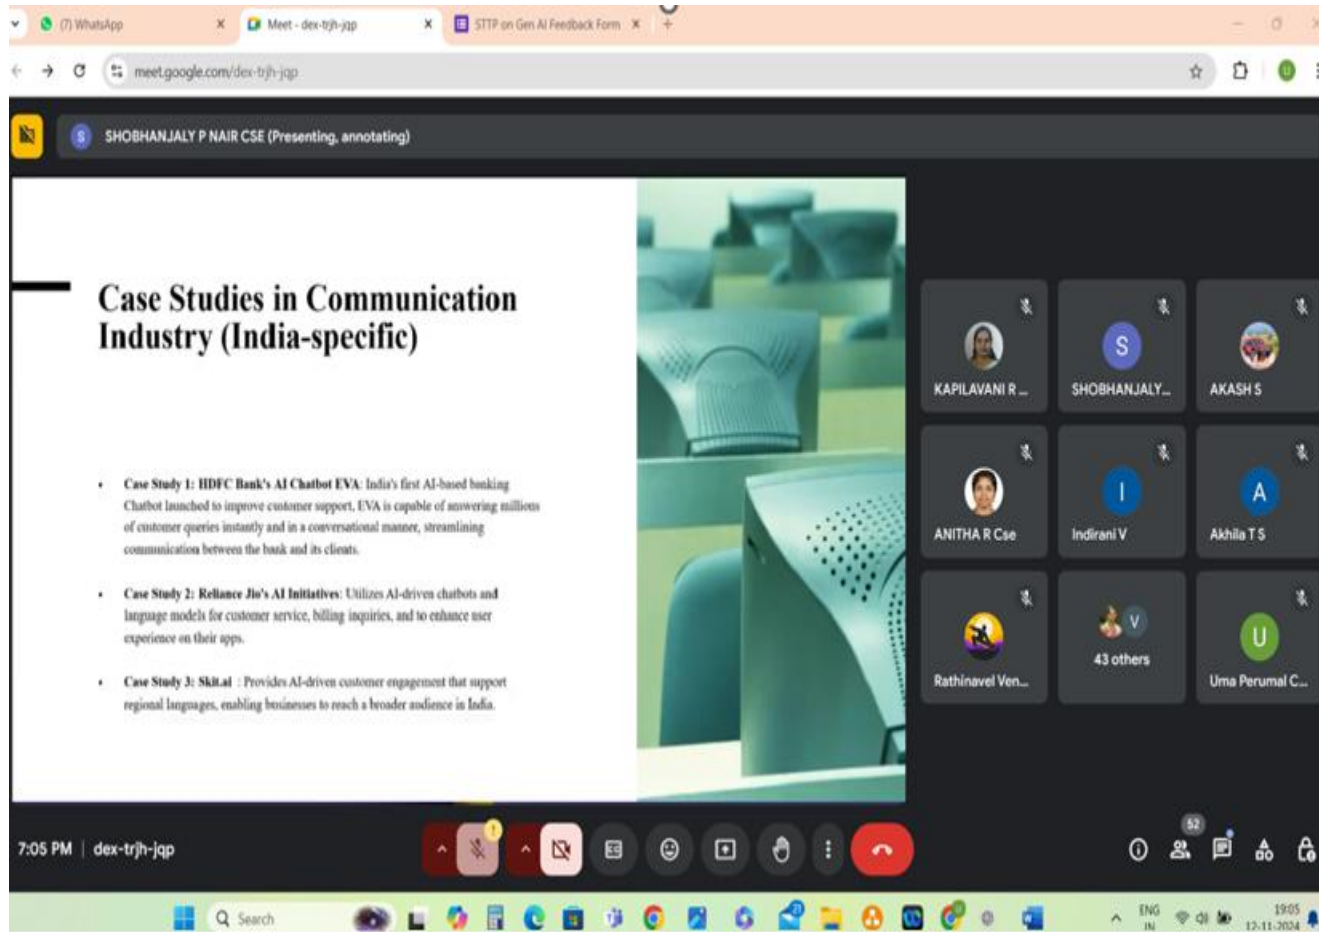 (7) WhatsApp
Meet - dex-trjh-jqp
STTP on Gen AI Feedback Form
meet.google.com/dex-trjh-jqp
S
SHOBHANJALY P NAIR CSE (Presenting, annotating)
Case Studies in Communication
Industry (India-specific)
• Case Study 1: HDFC Bank's AI Chatbot EVA: India's first AI-based banking
Chatbot launched to improve customer support, EVA is capable of answering millions
of customer queries instantly and in a conversational manner, streamlining
communication between the bank and its clients.
• Case Study 2: Reliance Jio's AI Initiatives: Utilizes AI-driven chatbots and
language models for customer service, billing inquiries, and to enhance user
experience on their apps.
• Case Study 3: Skit.ai : Provides AI-driven customer engagement that support
regional languages, enabling businesses to reach a broader audience in India.
KAPILAVANI R ...
S
SHOBHANJALY...
AKASH S
ANITHA R Cse
I
Indirani V
A
Akhila T S
Rathinavel Ven...
V
43 others
U
Uma Perumal C...
7:05 PM | dex-trjh-jqp
52
Search
21
ENG
IN
19:05
12-11-2024